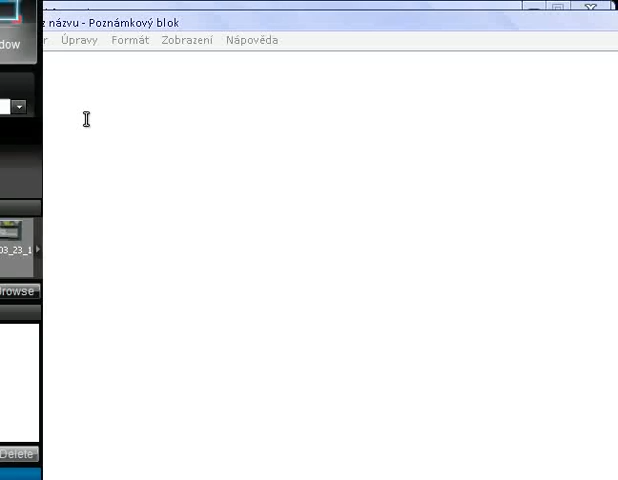 z názvu - Poznámkový blok
dow
r Úpravy Formát Zobrazení Nápověda
03_23_1
Browse
Delete